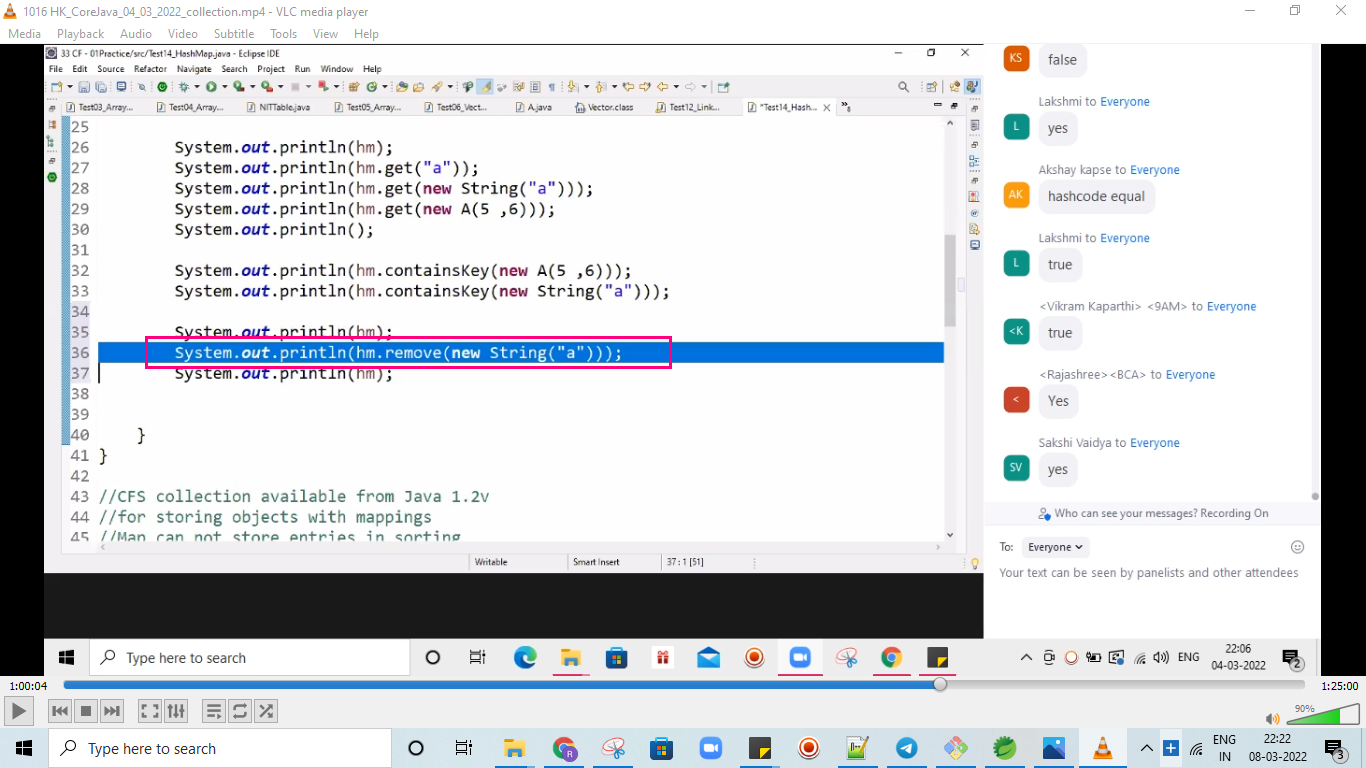 1016 HK_CoreJava_04_03_2022_collection.mp4 - VLC media player
Media Playback Audio Video Subtitle Tools View Help
33 CF - 01Practice/src/Test14_HashMap.java - Eclipse IDE
File Edit Source Refactor Navigate Search Project Run Window Help
Test03_Array... Test04_Array... NITTable.java Test05_Array... Test06_Vect... A.java Vector.class Test12_Link... *Test14_Hash... 
25
26 System.out.println(hm);
27 System.out.println(hm.get("a"));
28 System.out.println(hm.get(new String("a")));
29 System.out.println(hm.get(new A(5 ,6)));
30 System.out.println();
31
32 System.out.println(hm.containsKey(new A(5 ,6)));
33 System.out.println(hm.containsKey(new String("a")));
34
35 System.out.println(hm);
36 System.out.println(hm.remove(new String("a")));
37 System.out.println(hm);
38
39
40 }
41 }
42
43 //CFS collection available from Java 1.2v
44 //for storing objects with mappings
45 //Map can not store entries in sorting
Writable Smart Insert 37 : 1 [51]
KS false
Lakshmi to Everyone
L yes
Akshay kapse to Everyone
AK hashcode equal
Lakshmi to Everyone
L true
<Vikram Kaparthi> <9AM> to Everyone
<K true
<Rajashree><BCA> to Everyone
< Yes
Sakshi Vaidya to Everyone
SV yes
Who can see your messages? Recording On
To: Everyone
Your text can be seen by panelists and other attendees
Type here to search
ENG
22:06
04-03-2022
2
1:00:04
1:25:00
90%
Type here to search
R
ENG
IN
22:22
08-03-2022
3